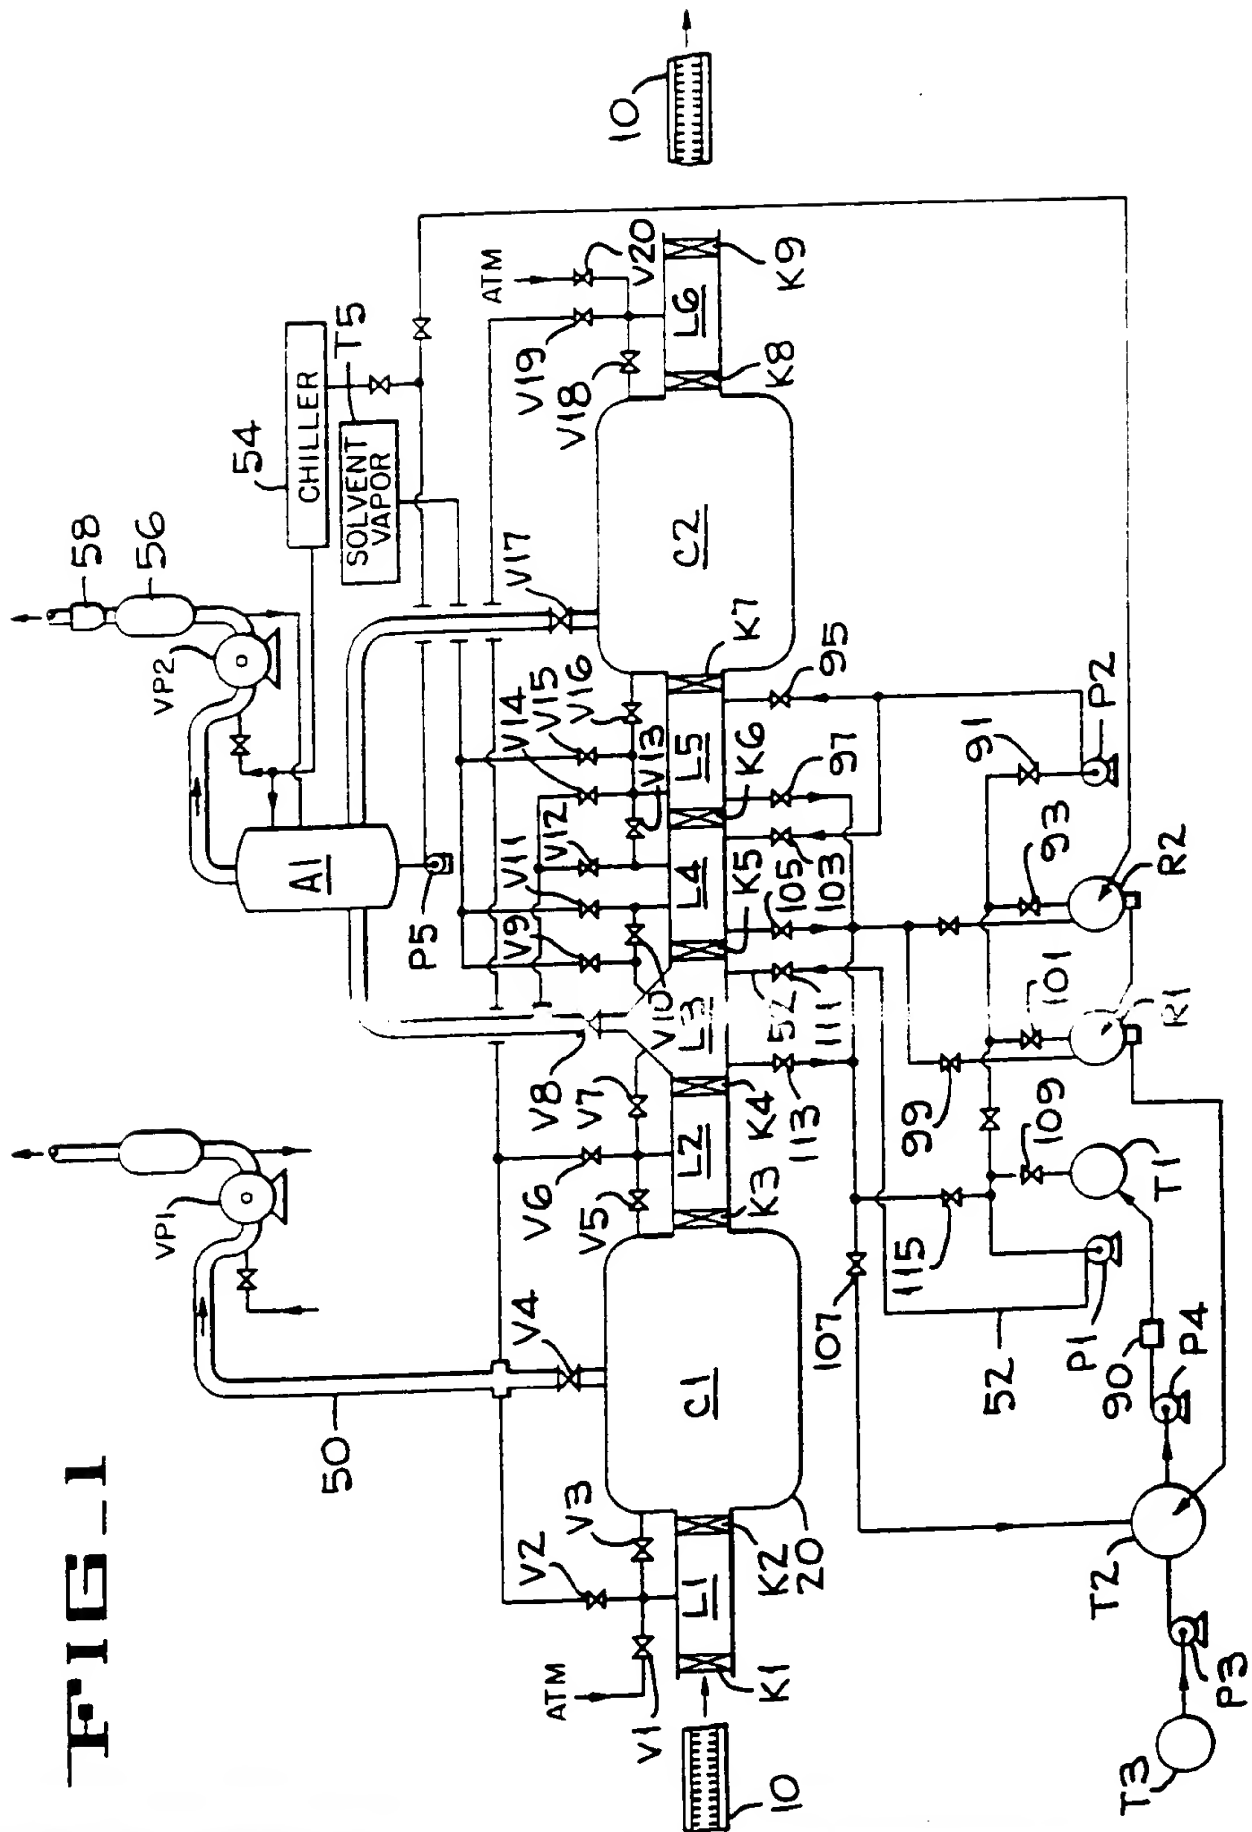 FIG_1
10
ATM
V1
V2
V3
L1
K1
K2
20
C1
50
V4
VP1
V5
V6
V7
V8
L2
K3
K4
L3
V9
V10
V11
V12
V13
V14
V15
V16
L4
K5
L5
K6
K7
P5
A1
VP2
58
56
54
CHILLER
SOLVENT
VAPOR
T5
V17
C2
V18
V19
V20
ATM
L6
K8
K9
10
113
52
111
105
103
97
95
107
115
99
109
101
93
91
52
P1
T1
R1
R2
P2
90
P4
T2
P3
T3